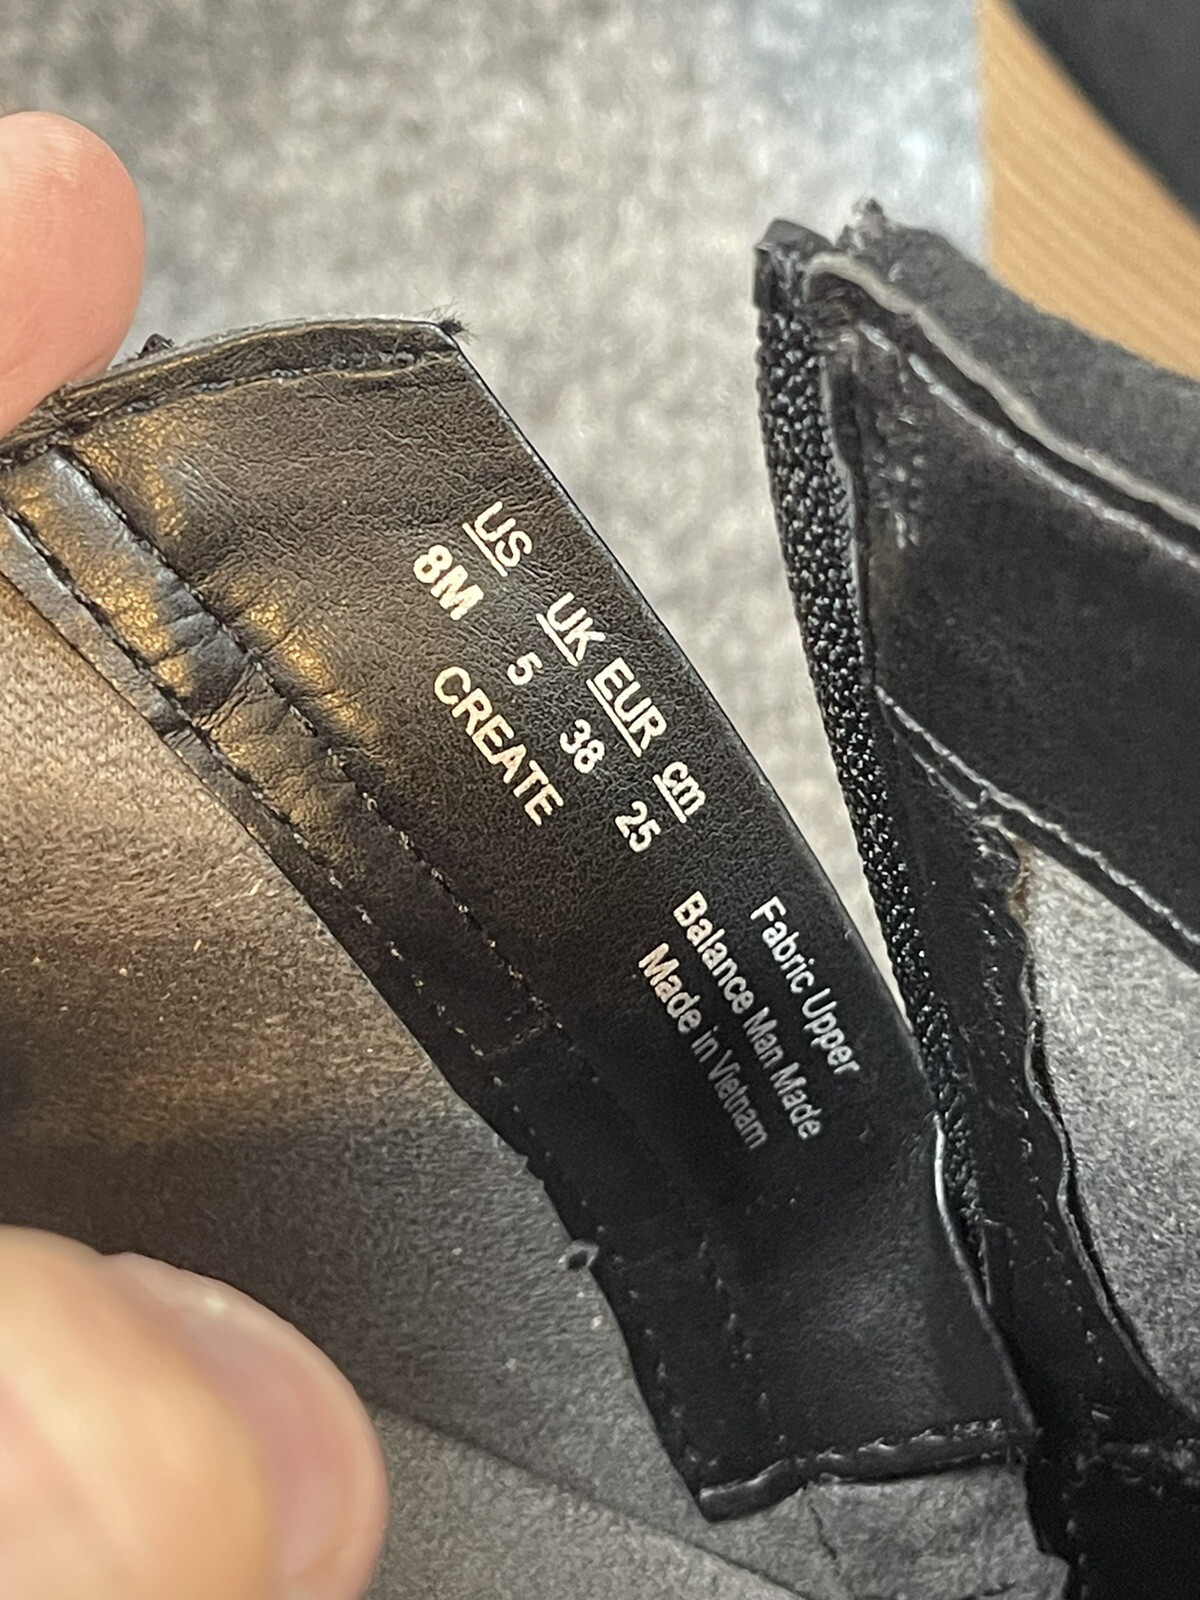 US UK EUR cm
8M 5 38 25
CREATE
Fabric Upper
Balance Man Made
Made in Vietnam